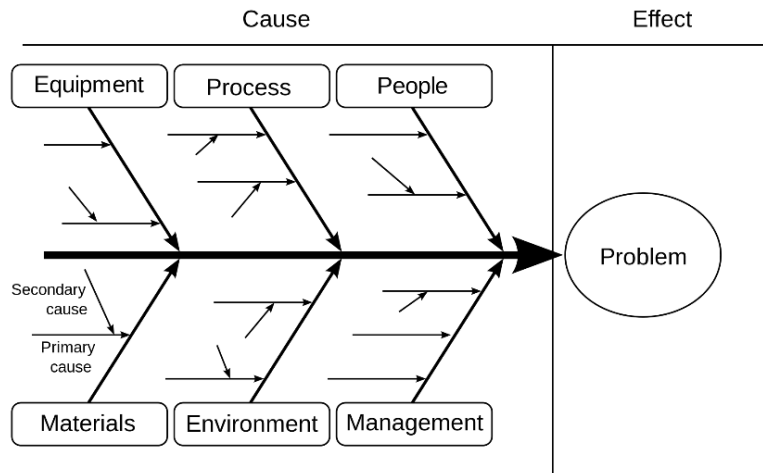 Cause
Effect
Equipment
Process
People
Problem
Secondary
cause
Primary
cause
Materials
Environment
Management